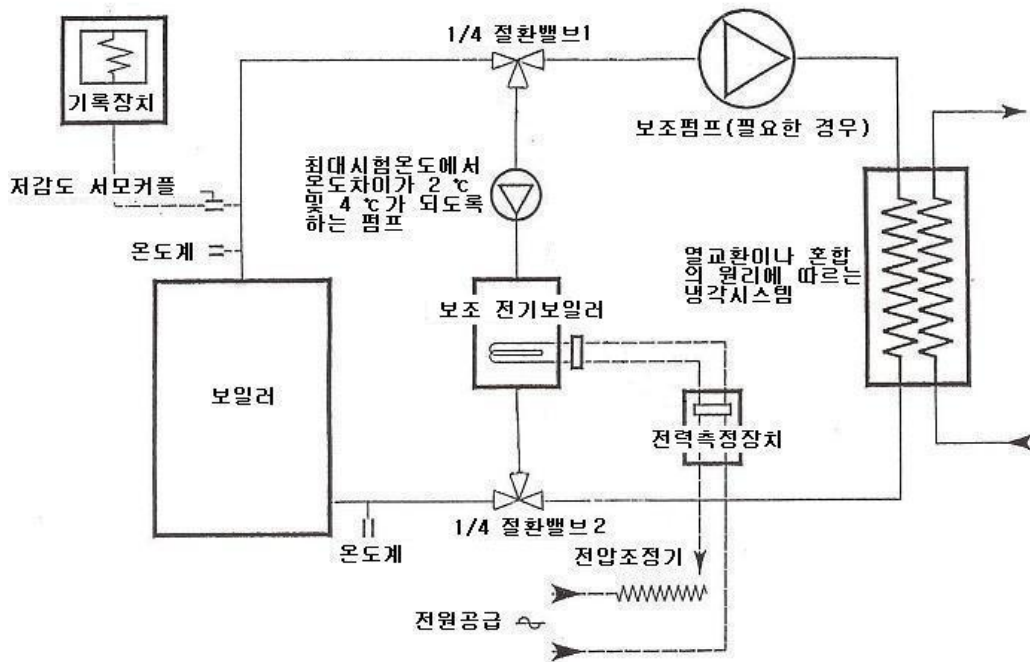 1/4 절환밸브1
기록장치
보조펌프(필요한 경우)
최대시험온도에서
온도차이가 2 ℃
및 4 ℃가 되도록
하는 펌프
저감도 서모커플
온도계
열교환이나 혼합
의 원리에 따르는
냉각시스템
보조 전기보일러
보일러
전력측정장치
1/4 절환밸브2
온도계
전압조정기
전원공급